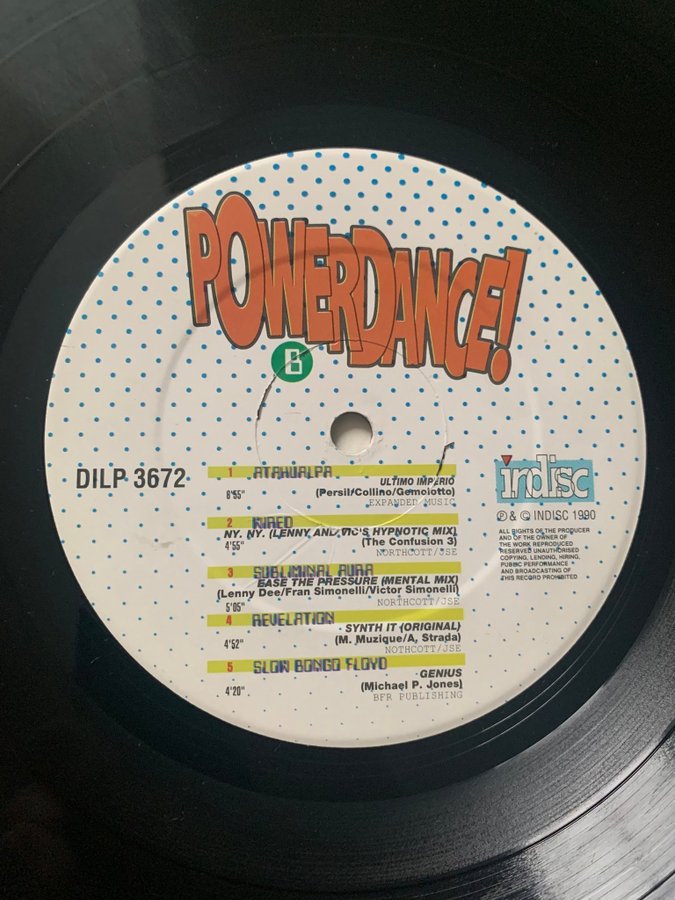 POWERDANCE!
B
DILP 3672
1 ATAHUALPA
ULTIMO IMPERIO
6'55" (Persil/Collino/Gemolotto)
EXPANDED MUSIC
2 WIRED
NY. NY. (LENNY AND VIC'S HYPNOTIC MIX)
4'55" (The Confusion 3)
NORTHCOTT/JSE
3 SUBLIMINAL AURA
EASE THE PRESSURE (MENTAL MIX)
(Lenny Dee/Fran Simonelli/Victor Simonelli)
5'05" NORTHCOTT/JSE
4 REVELATION
SYNTH IT (ORIGINAL)
4'52" (M. Muzique/A, Strada)
NOTHCOTT/JSE
5 SLOW BONGO FLOYD
GENIUS
4'20" (Michael P. Jones)
BFR PUBLISHING
indisc
℗ & © INDISC 1990
ALL RIGHTS OF THE PRODUCER
AND OF THE OWNER OF
THE WORK REPRODUCED
RESERVED UNAUTHORISED
COPYING, LENDING, HIRING,
PUBLIC PERFORMANCE
AND BROADCASTING OF
THIS RECORD PROHIBITED